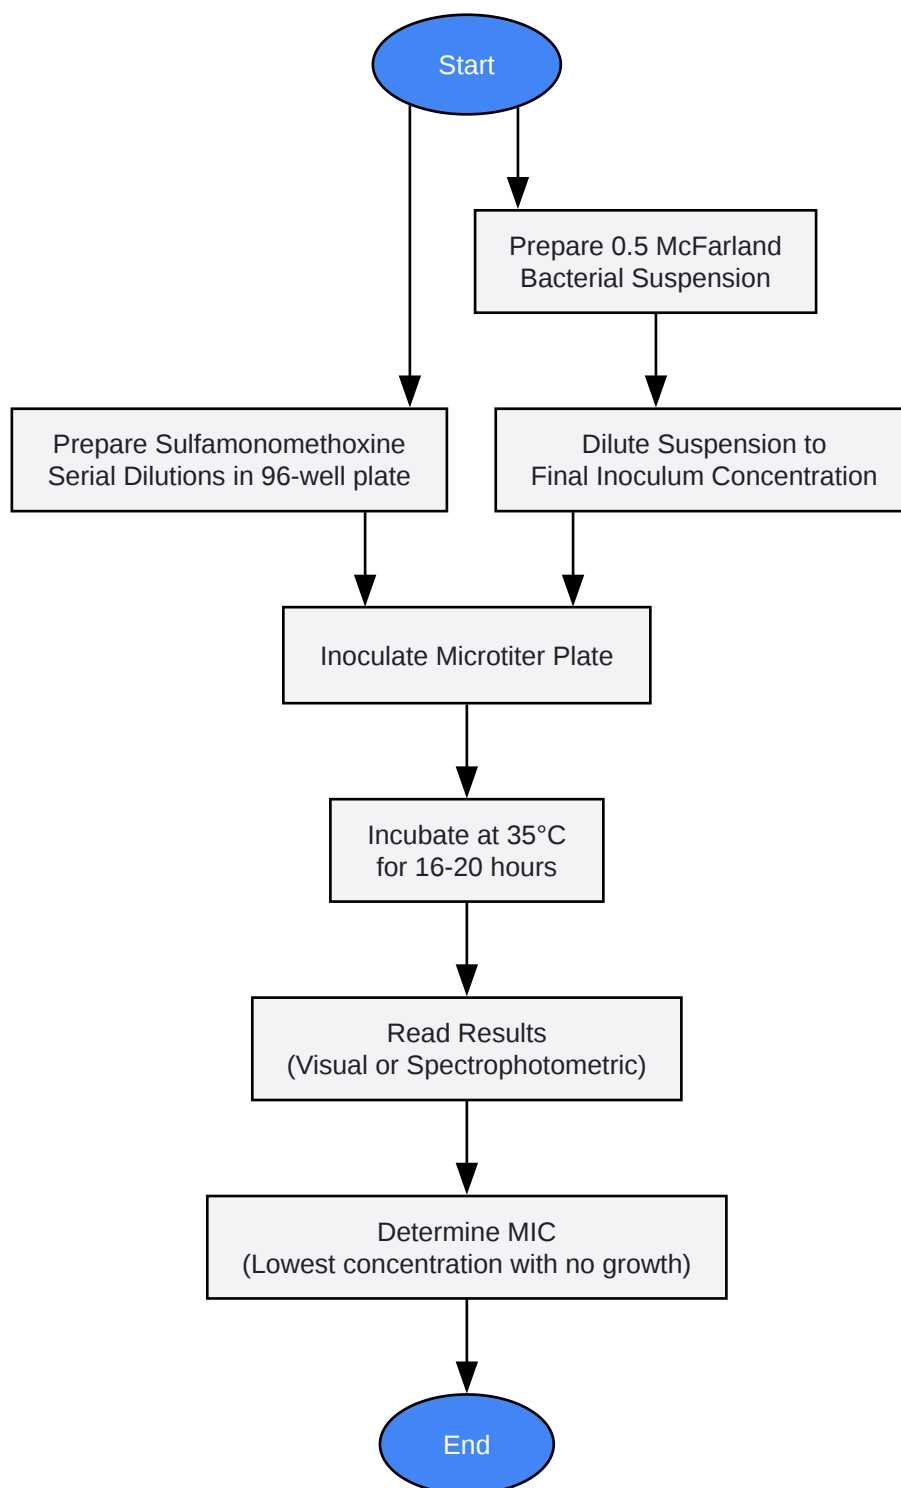 Start
Prepare 0.5 McFarland
Bacterial Suspension
Prepare Sulfamonomethoxine
Serial Dilutions in 96-well plate
Dilute Suspension to
Final Inoculum Concentration
Inoculate Microtiter Plate
Incubate at 35°C
for 16-20 hours
Read Results
(Visual or Spectrophotometric)
Determine MIC
(Lowest concentration with no growth)
End